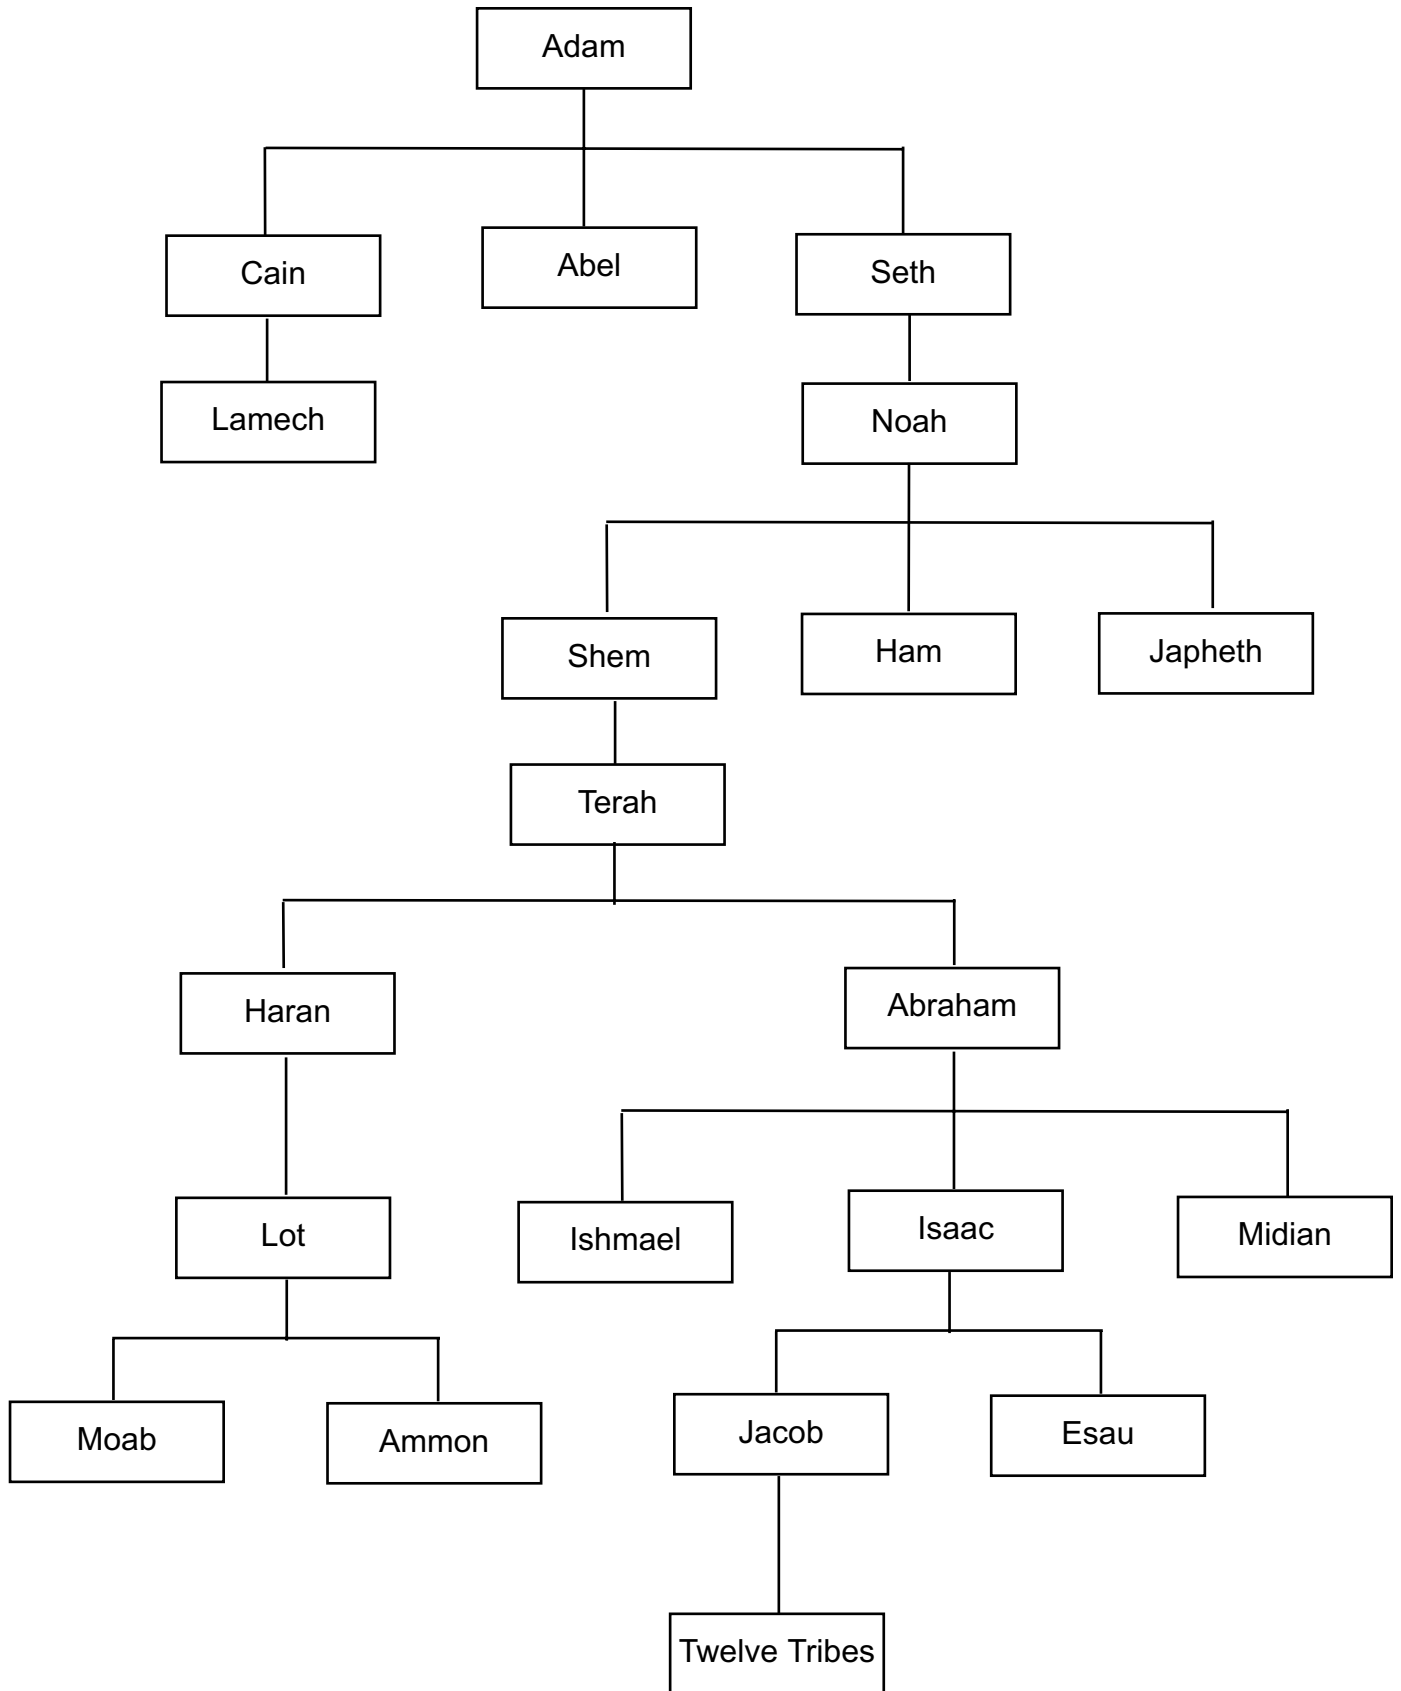 Adam
Cain
Abel
Seth
Lamech
Noah
Shem
Ham
Japheth
Terah
Haran
Abraham
Lot
Ishmael
Isaac
Midian
Moab
Ammon
Jacob
Esau
Twelve Tribes